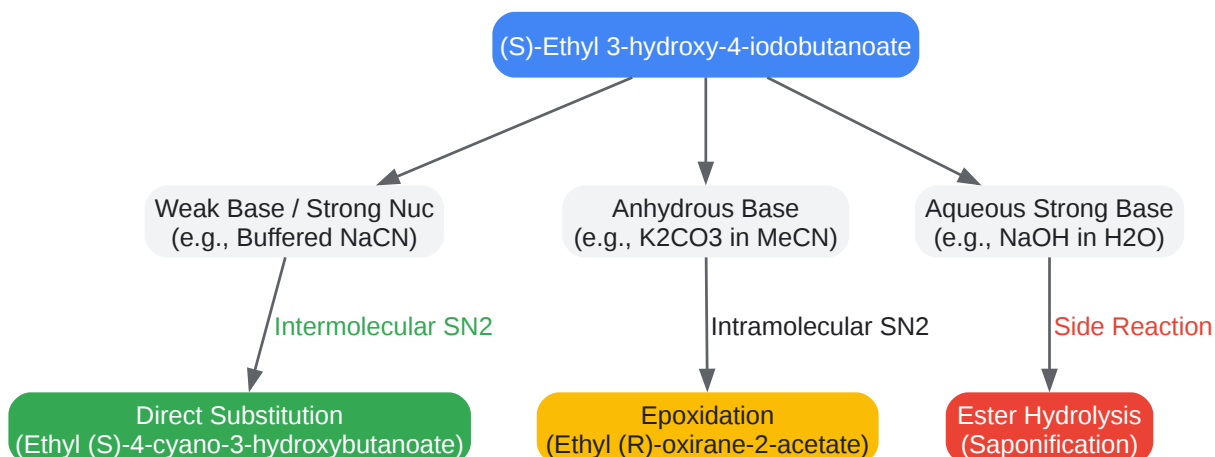 (S)-Ethyl 3-hydroxy-4-iodobutanoate
Weak Base / Strong Nuc
(e.g., Buffered NaCN)
Anhydrous Base
(e.g., K2CO3 in MeCN)
Aqueous Strong Base
(e.g., NaOH in H2O)
Intermolecular SN2
Intramolecular SN2
Side Reaction
Direct Substitution
(Ethyl (S)-4-cyano-3-hydroxybutanoate)
Epoxidation
(Ethyl (R)-oxirane-2-acetate)
Ester Hydrolysis
(Saponification)